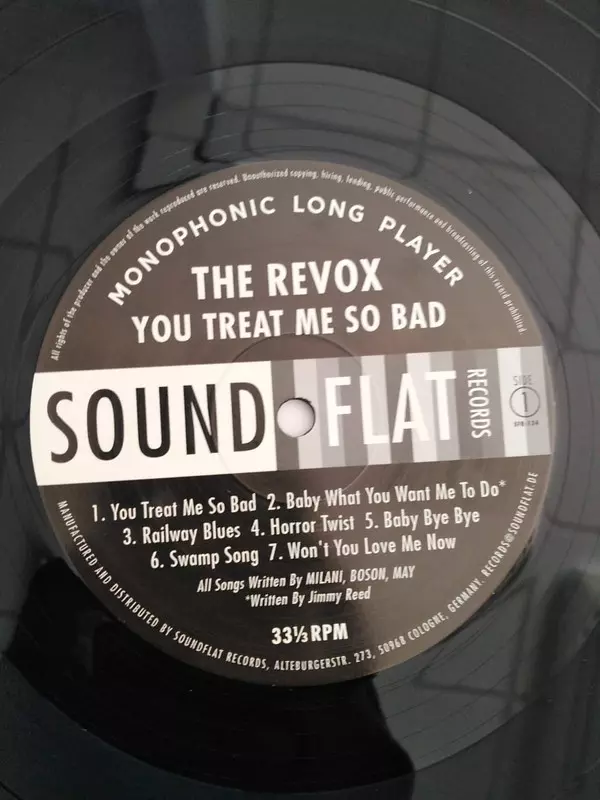 All rights of the producer and the owner of the work reproduced are reserved. Unauthorized copying, hiring, lending, public performance and broadcasting of this record prohibited.
MONOPHONIC LONG PLAYER
THE REVOX
YOU TREAT ME SO BAD
SOUND FLAT RECORDS
SIDE
1
SFR-134
1. You Treat Me So Bad 2. Baby What You Want Me To Do*
3. Railway Blues 4. Horror Twist 5. Baby Bye Bye
6. Swamp Song 7. Won't You Love Me Now
All Songs Written By MILANI, BOSON, MAY
*Written By Jimmy Reed
33⅓ RPM
MANUFACTURED AND DISTRIBUTED BY SOUNDFLAT RECORDS, ALTEBURGERSTR. 273, 50968 COLOGNE, GERMANY. RECORDS@SOUNDFLAT.DE